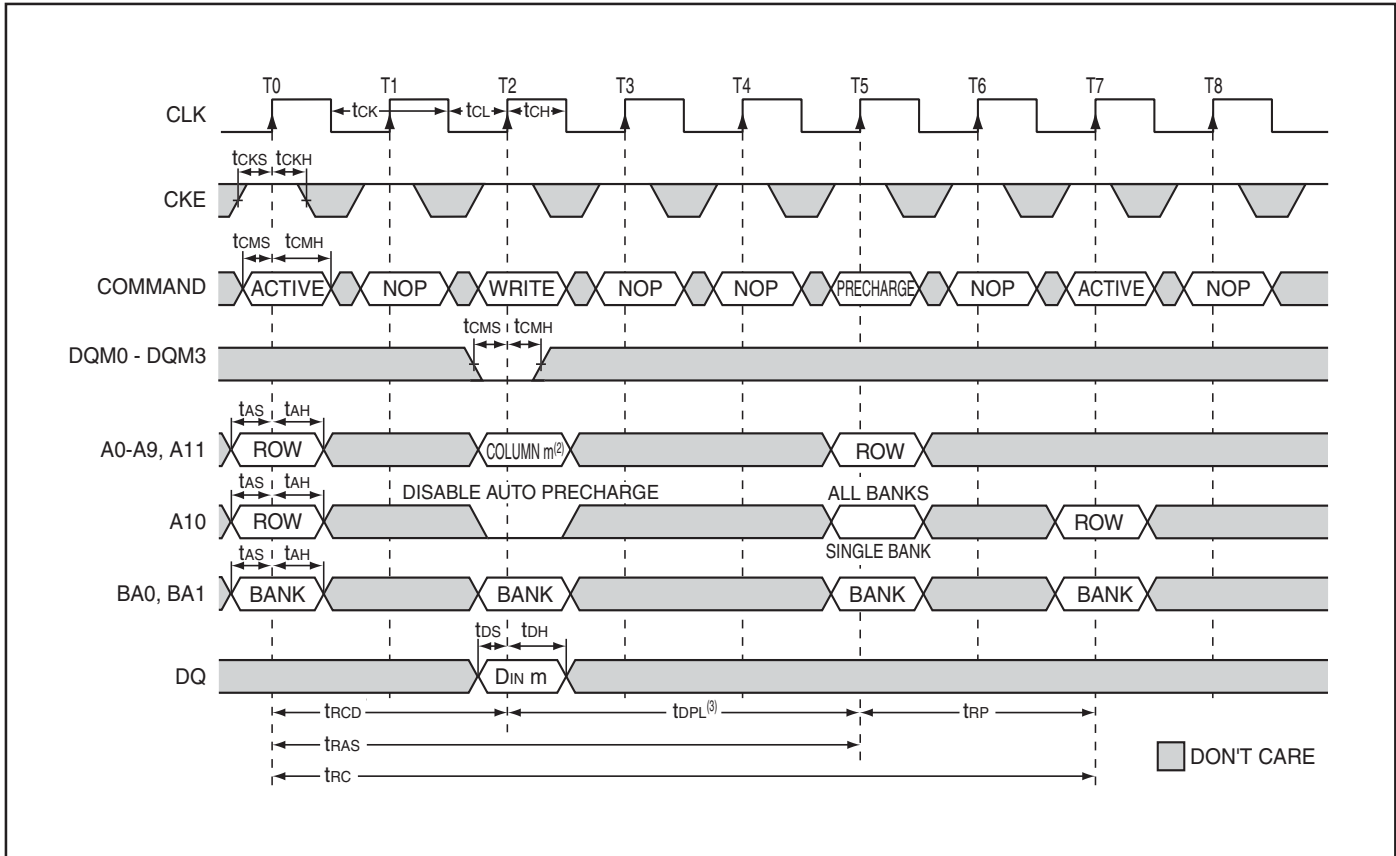 T0 T1 T2 T3 T4 T5 T6 T7 T8
CLK tCK tCL tCH
tCKS tCKH
CKE
tCMS tCMH
COMMAND ACTIVE NOP WRITE NOP NOP PRECHARGE NOP ACTIVE NOP
tCMS tCMH
DQM0 - DQM3
tAS tAH
A0-A9, A11 ROW COLUMN m(2) ROW
tAS tAH DISABLE AUTO PRECHARGE ALL BANKS
A10 ROW ROW
tAS tAH SINGLE BANK
BA0, BA1 BANK BANK BANK BANK
tDS tDH
DQ DIN m
tRCD tDPL(3) tRP
tRAS
DON'T CARE
tRC